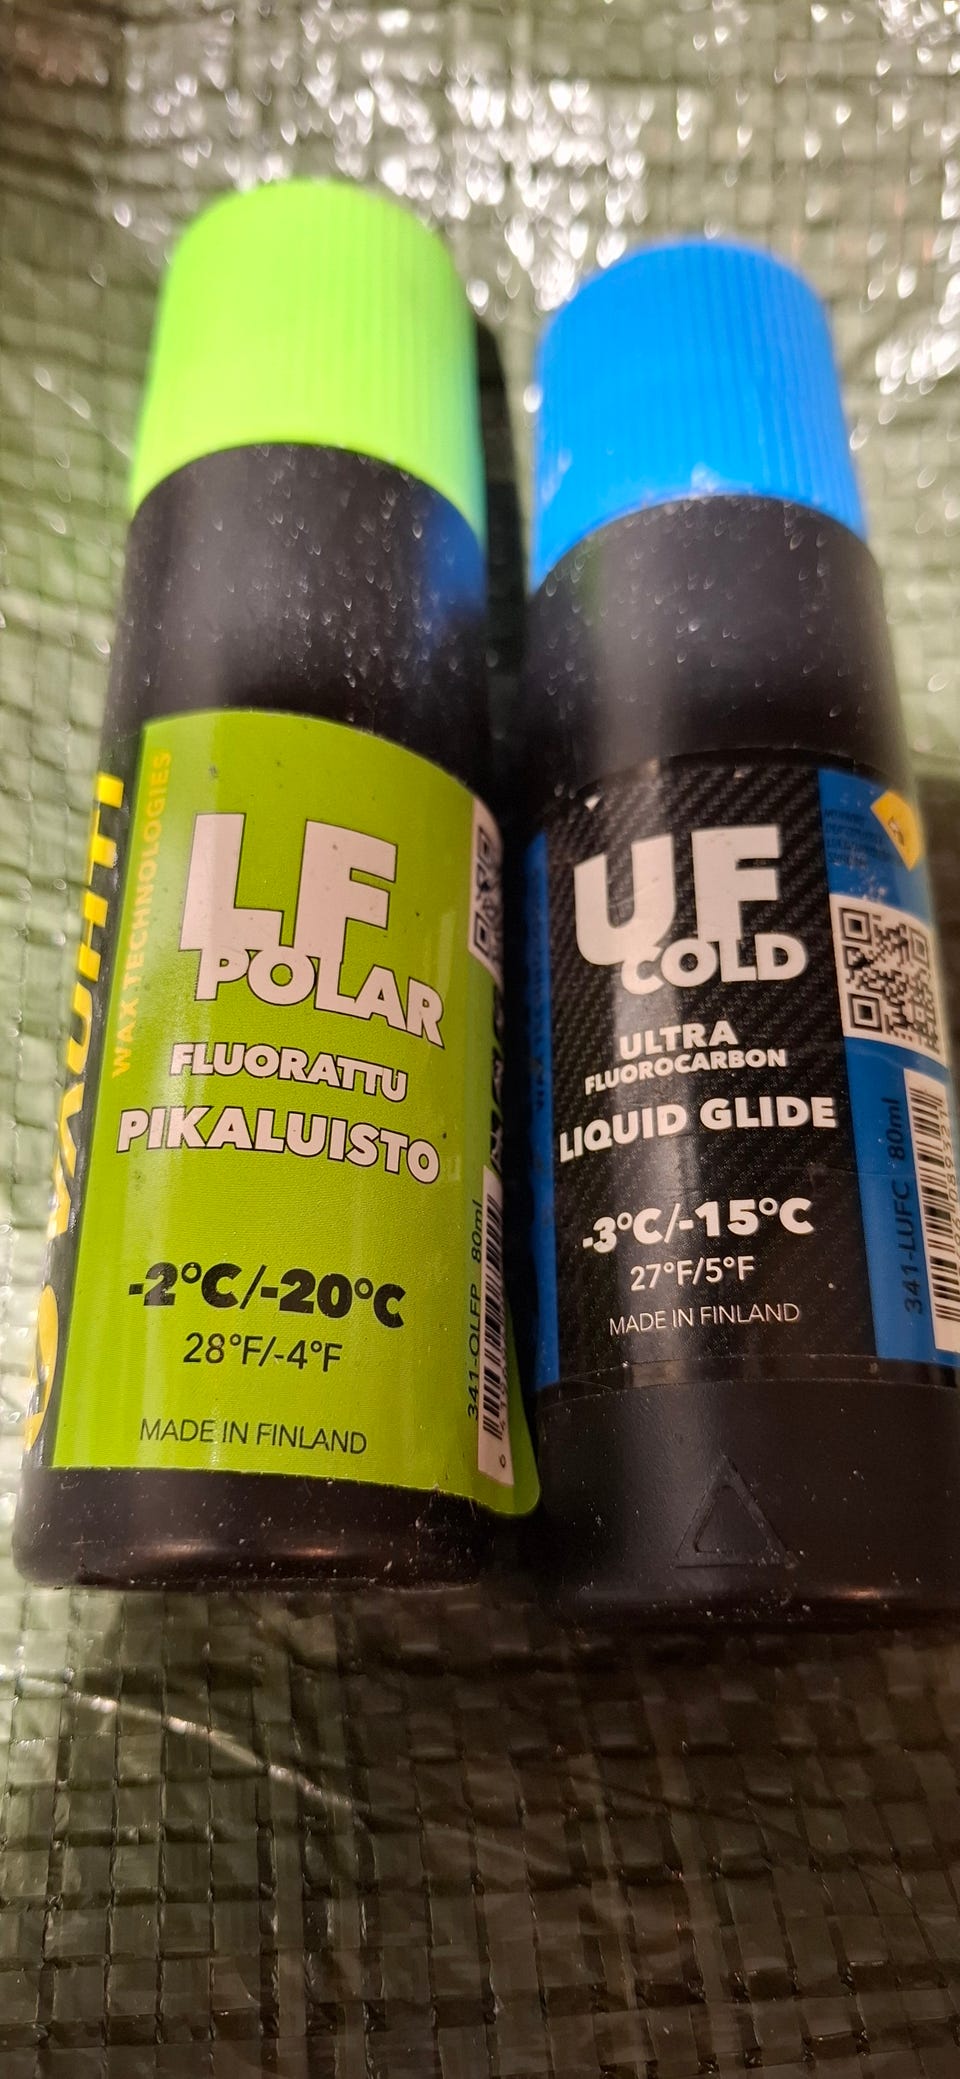 VAUHTI
WAX TECHNOLOGIES
LF
POLAR
FLUORATTU
PIKALUISTO
-2°C/-20°C
28°F/-4°F
MADE IN FINLAND
341-OLFP 80ml
UF
COLD
ULTRA
FLUOROCARBON
LIQUID GLIDE
-3°C/-15°C
27°F/5°F
MADE IN FINLAND
341-LUFC 80ml